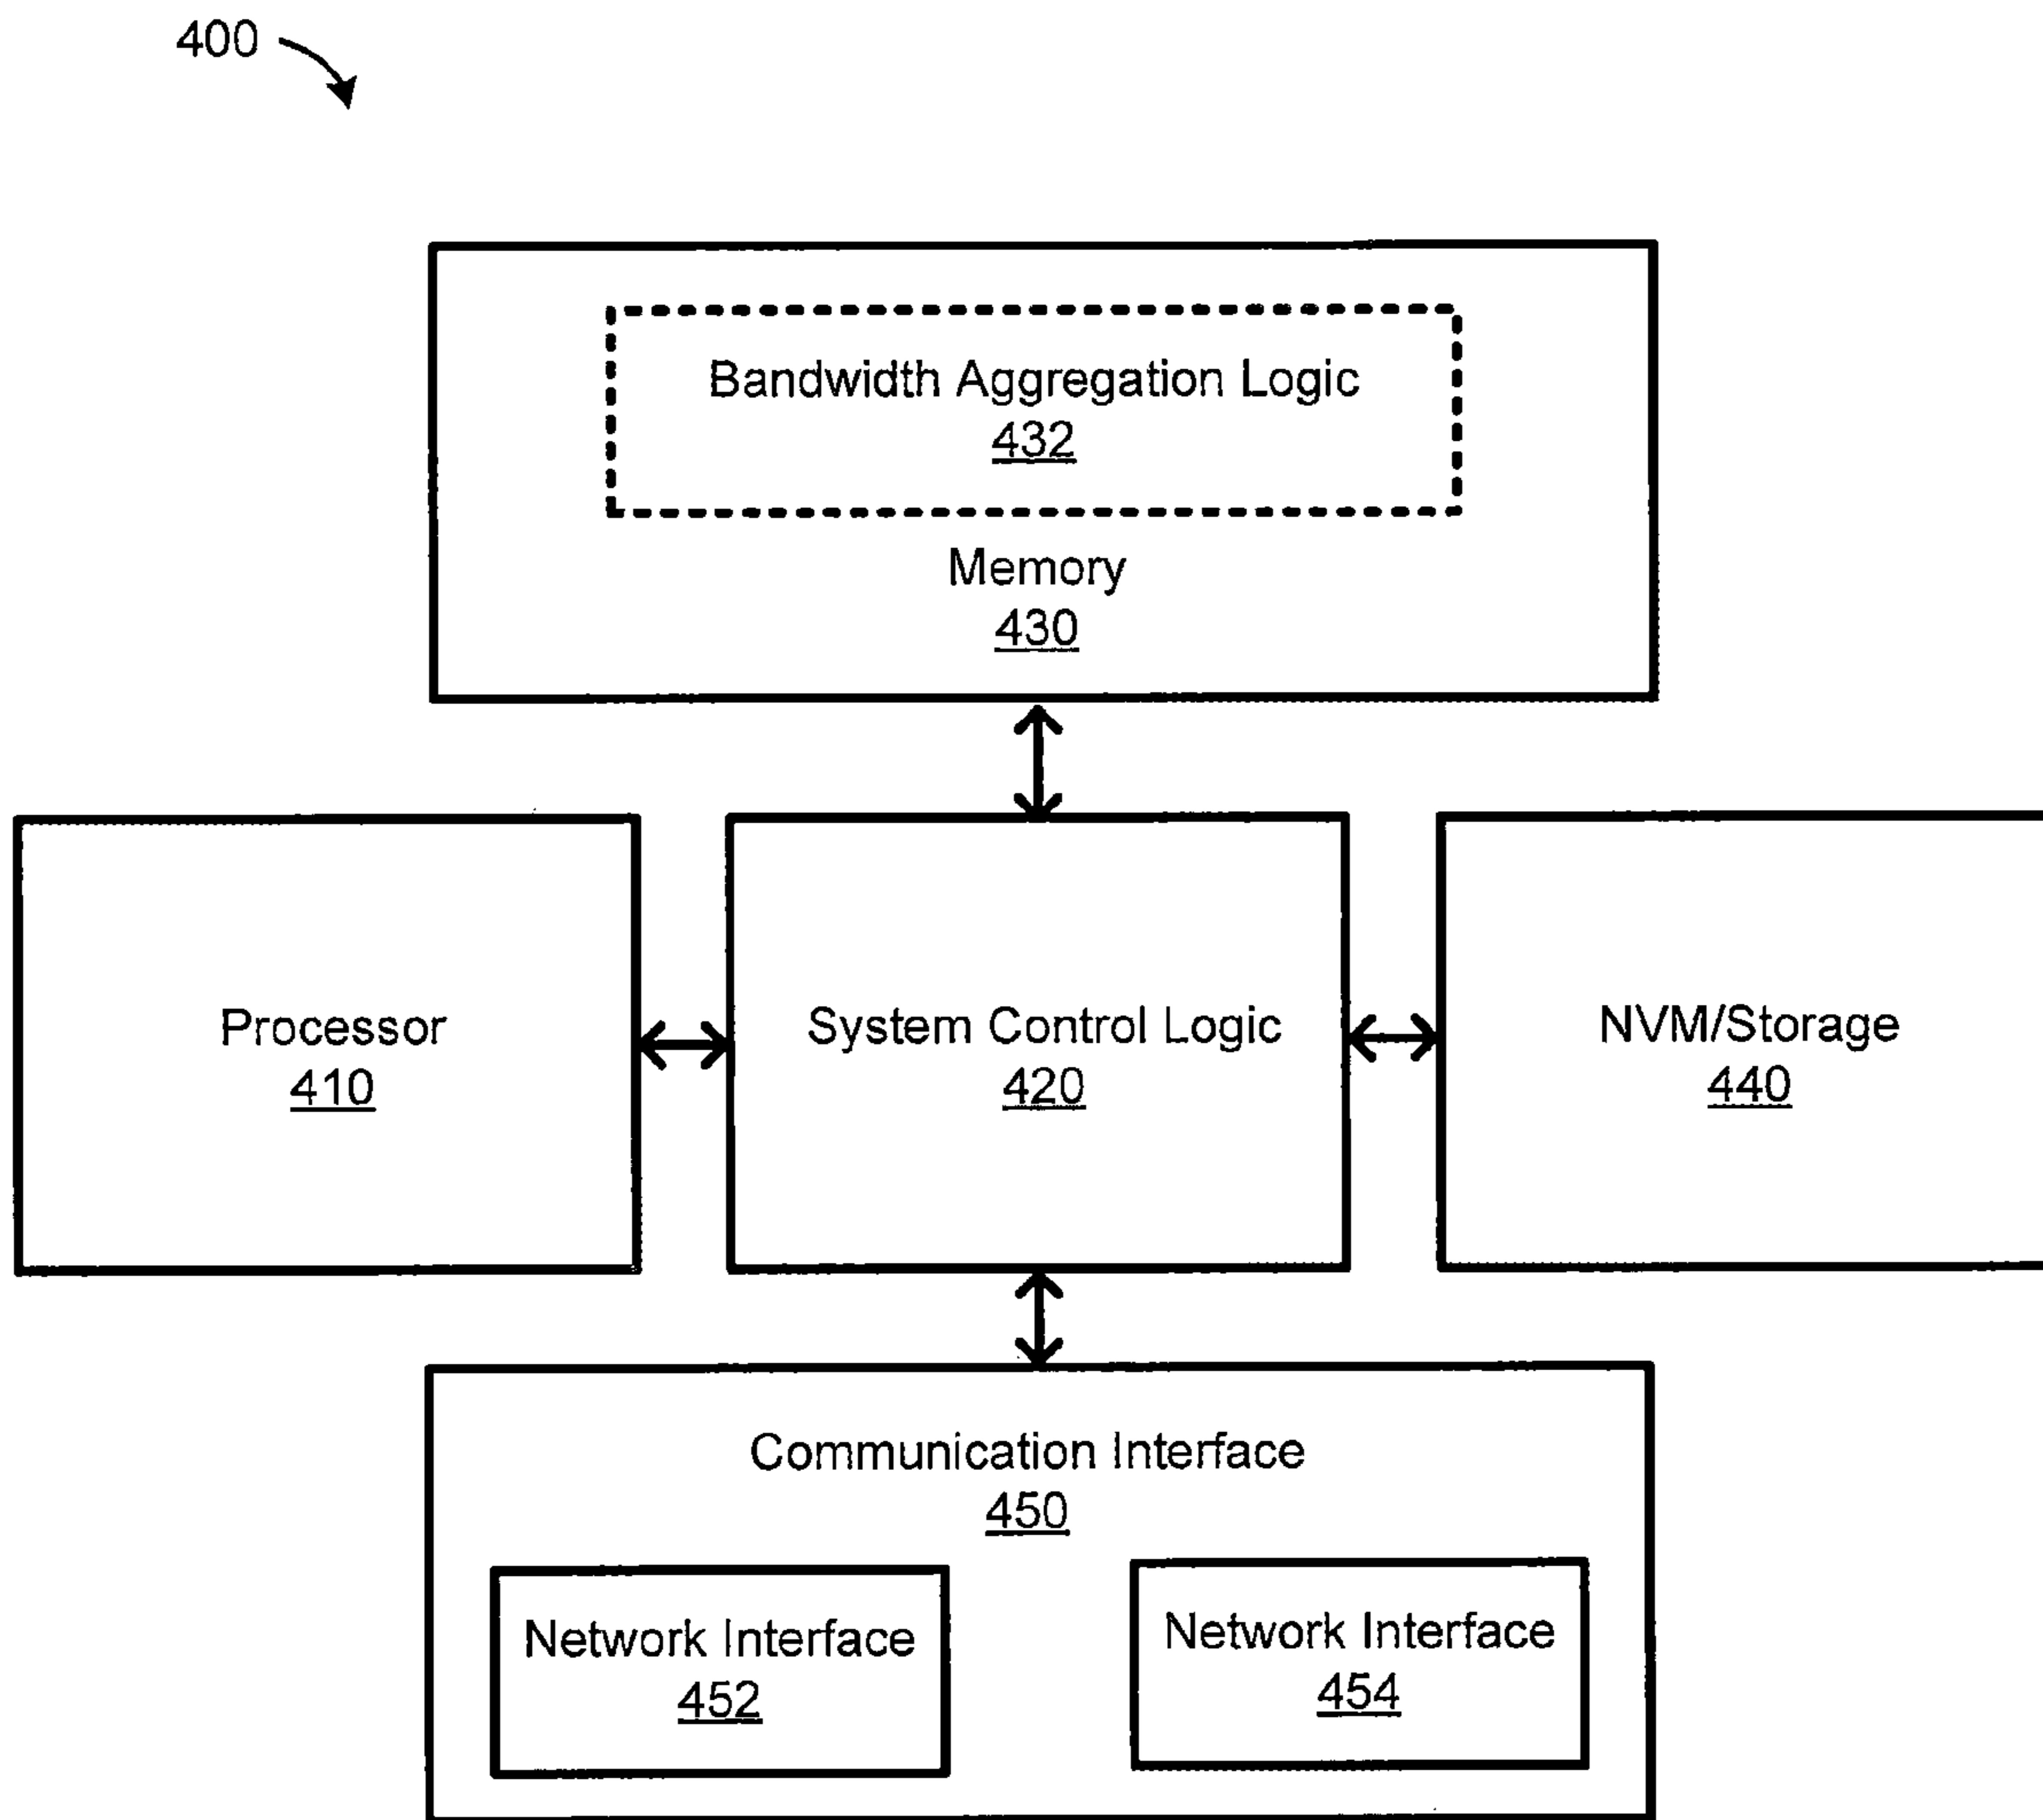 400
Bandwidth Aggregation Logic
432
Memory
430
Processor
410
System Control Logic
420
NVM/Storage
440
Communication Interface
450
Network Interface
452
Network Interface
454